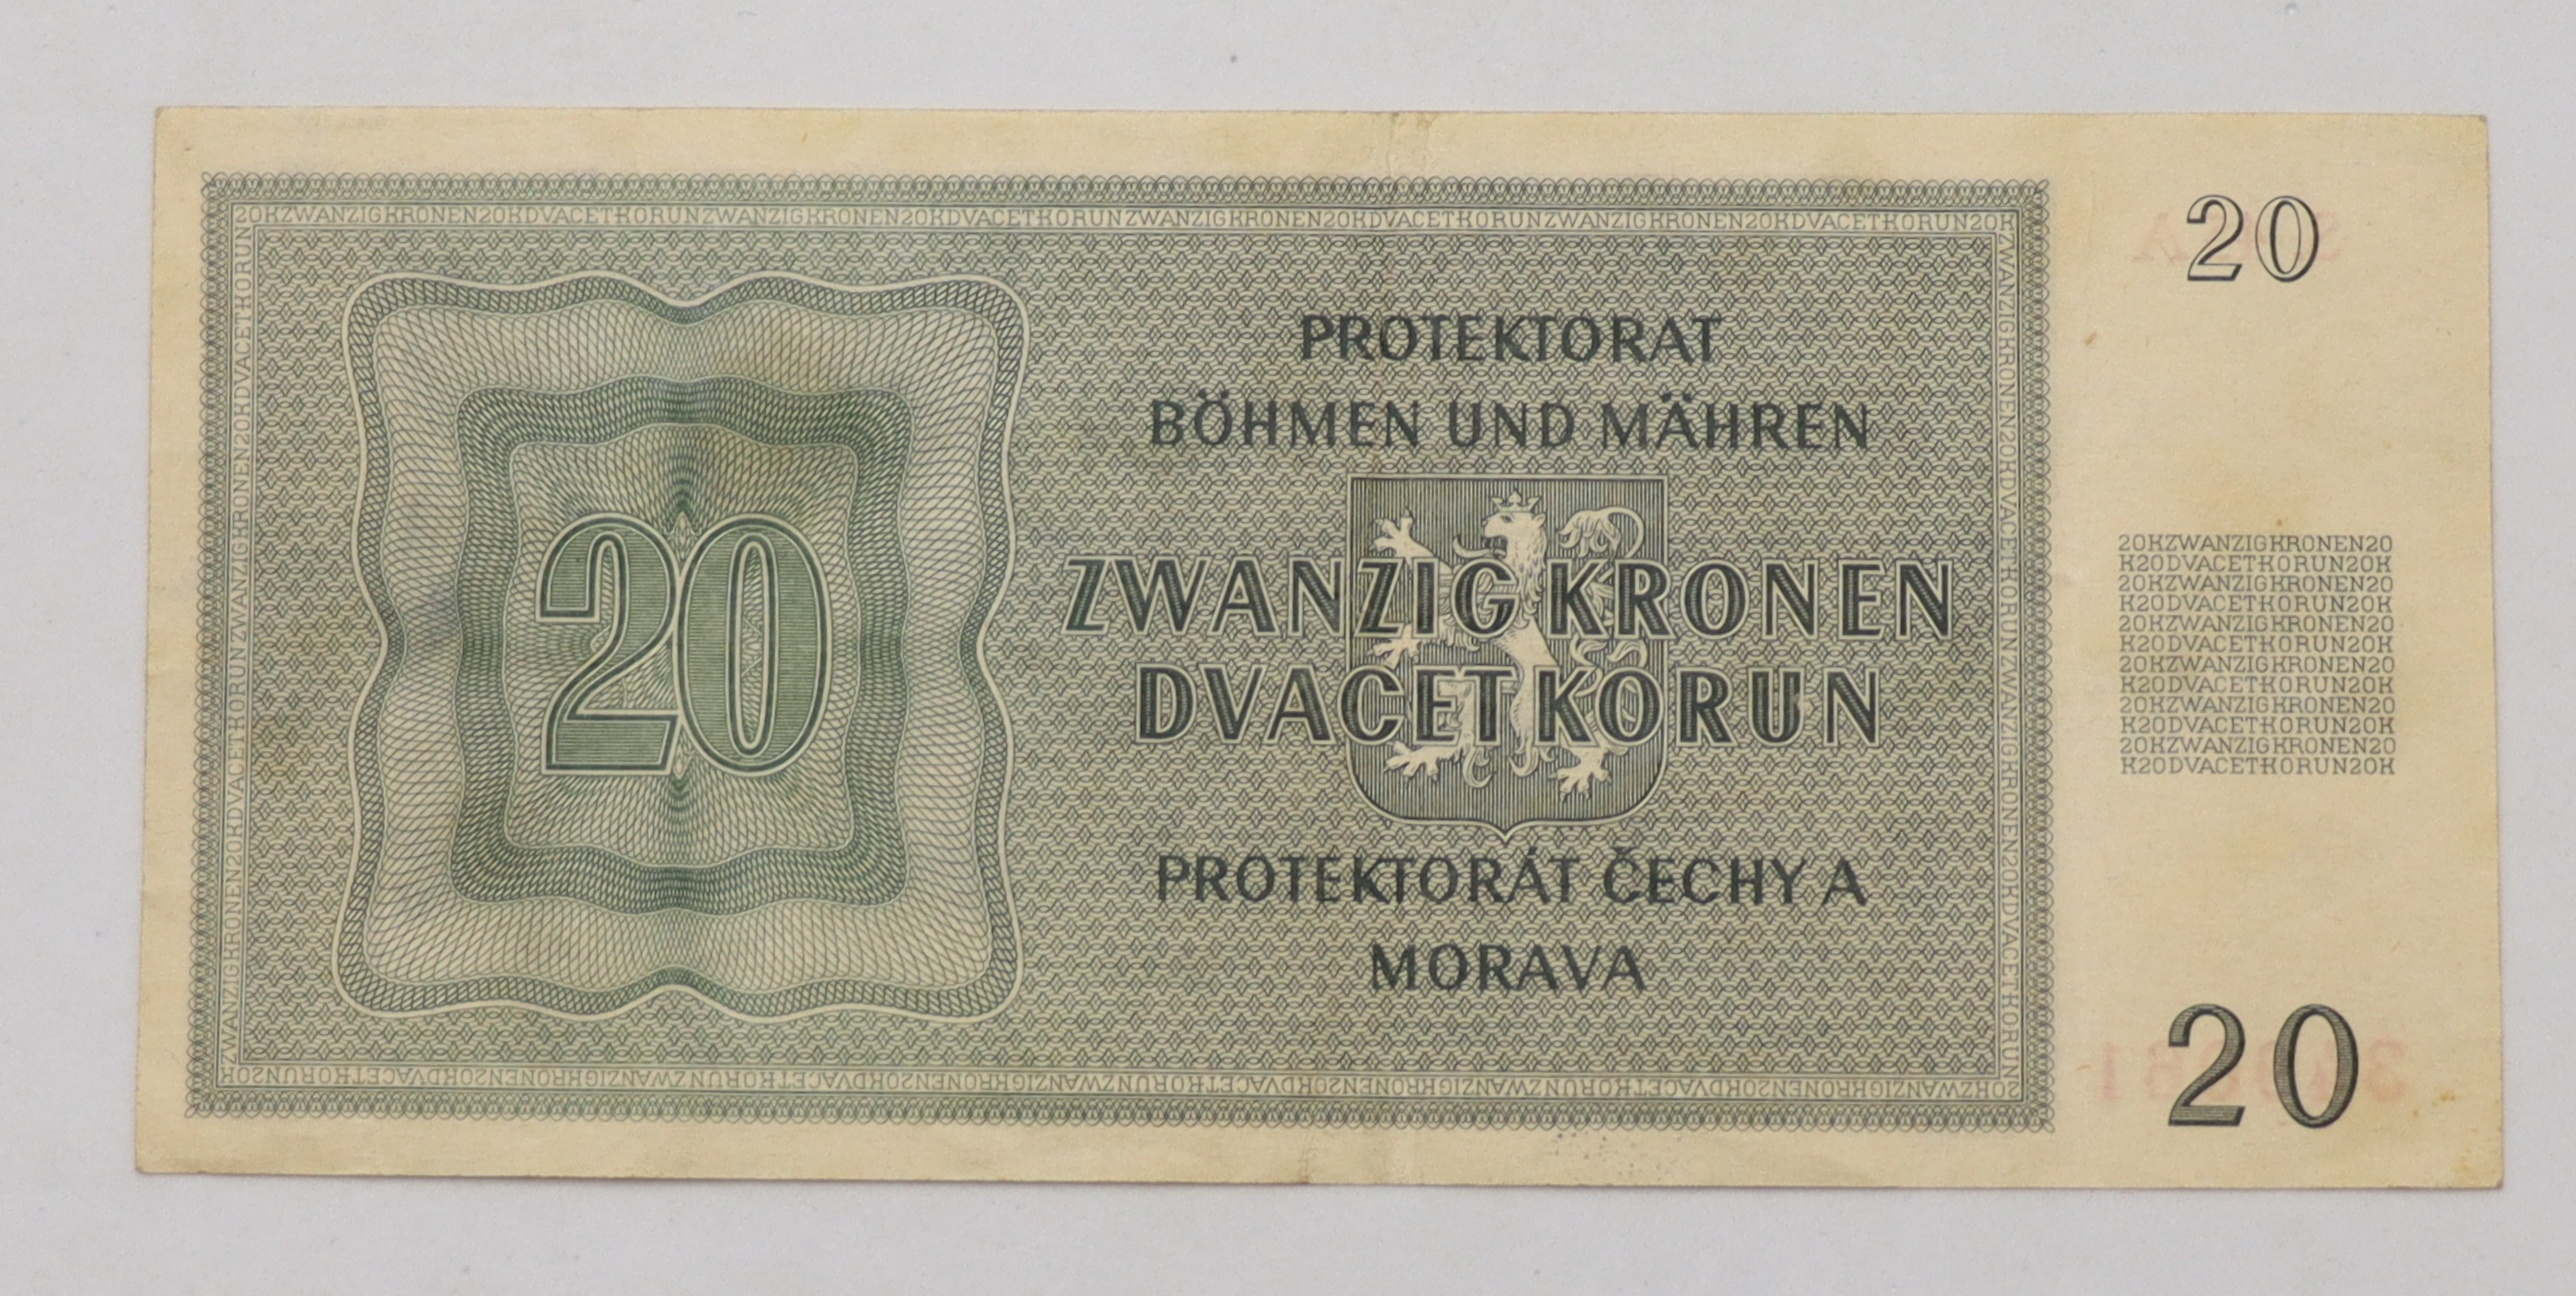 20KZWANZIGKRONEN20KDVACETKORUNZWANZIGKRONEN20KDVACETKORUNZWANZIGKRONEN20KDVACETKORUNZWANZIGKRONEN20KDVACETKORUN20K
20
PROTEKTORAT
BÖHMEN UND MÄHREN
20
ZWANZIG KRONEN
DVACET KORUN
PROTEKTORÁT ČECHY A
MORAVA
20KZWANZIGKRONEN20
K20DVACETKORUN20K
20KZWANZIGKRONEN20
K20DVACETKORUN20K
20KZWANZIGKRONEN20
K20DVACETKORUN20K
20KZWANZIGKRONEN20
K20DVACETKORUN20K
20KZWANZIGKRONEN20
K20DVACETKORUN20K
20KZWANZIGKRONEN20
K20DVACETKORUN20K
20